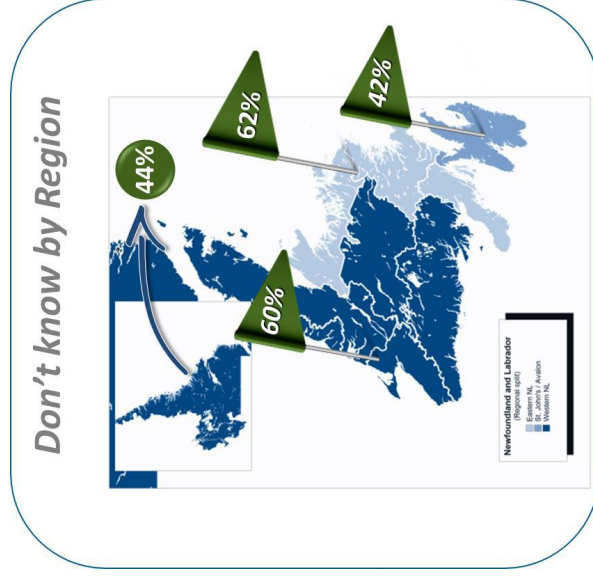 Don't know by Region
44%
62%
42%
60%
Newfoundland and Labrador
(Regional split)
Eastern NL
St. John's / Avalon
Western NL